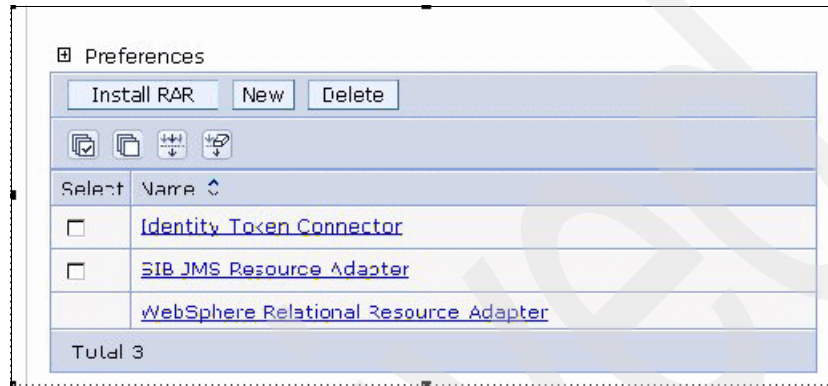 Preferences
Install RAR New Delete
Select Name
Identity Token Connector
SIB JMS Resource Adapter
WebSphere Relational Resource Adapter
Total 3